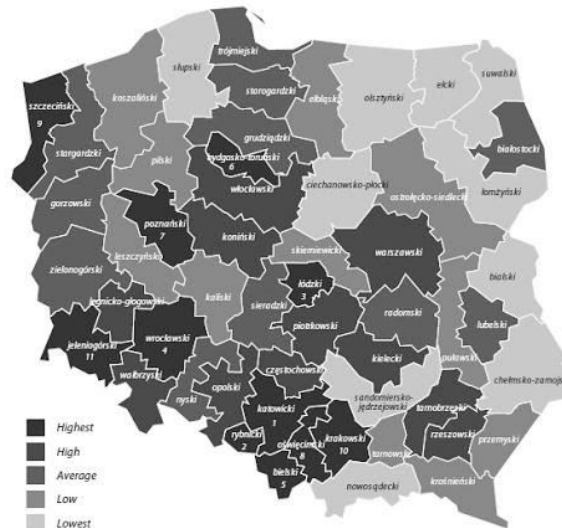 trójmiejski
słupski
suwalski
ełcki
olsztyński
koszaliński
elbląski
starogardzki
szczeciński
9
grudziądzki
białostocki
stargardzki
pilski
bydgosko-toruński
6
włocławski
ciechanowsko-płocki
ostrołęcko-siedlecki
łomżyński
gorzowski
poznański
7
koniński
skierniewicki
warszawski
leszczyński
zielonogórski
bialski
łódzki
3
kaliski
sieradzki
radomski
legnicko-głogowski
piotrkowski
lubelski
wrocławski
4
jeleniogórski
11
kielecki
puławski
wałbrzyski
częstochowski
chełmsko-zamojs
opolski
nyski
sandomiersko-
jędrzejowski
tarnobrzeski
katowicki
1
rybnicki
2
oświęcimski
8
krakowski
10
rzeszowski
przemyski
tarnowski
bielski
5
krośnieński
nowosądecki
Highest
High
Average
Low
Lowest